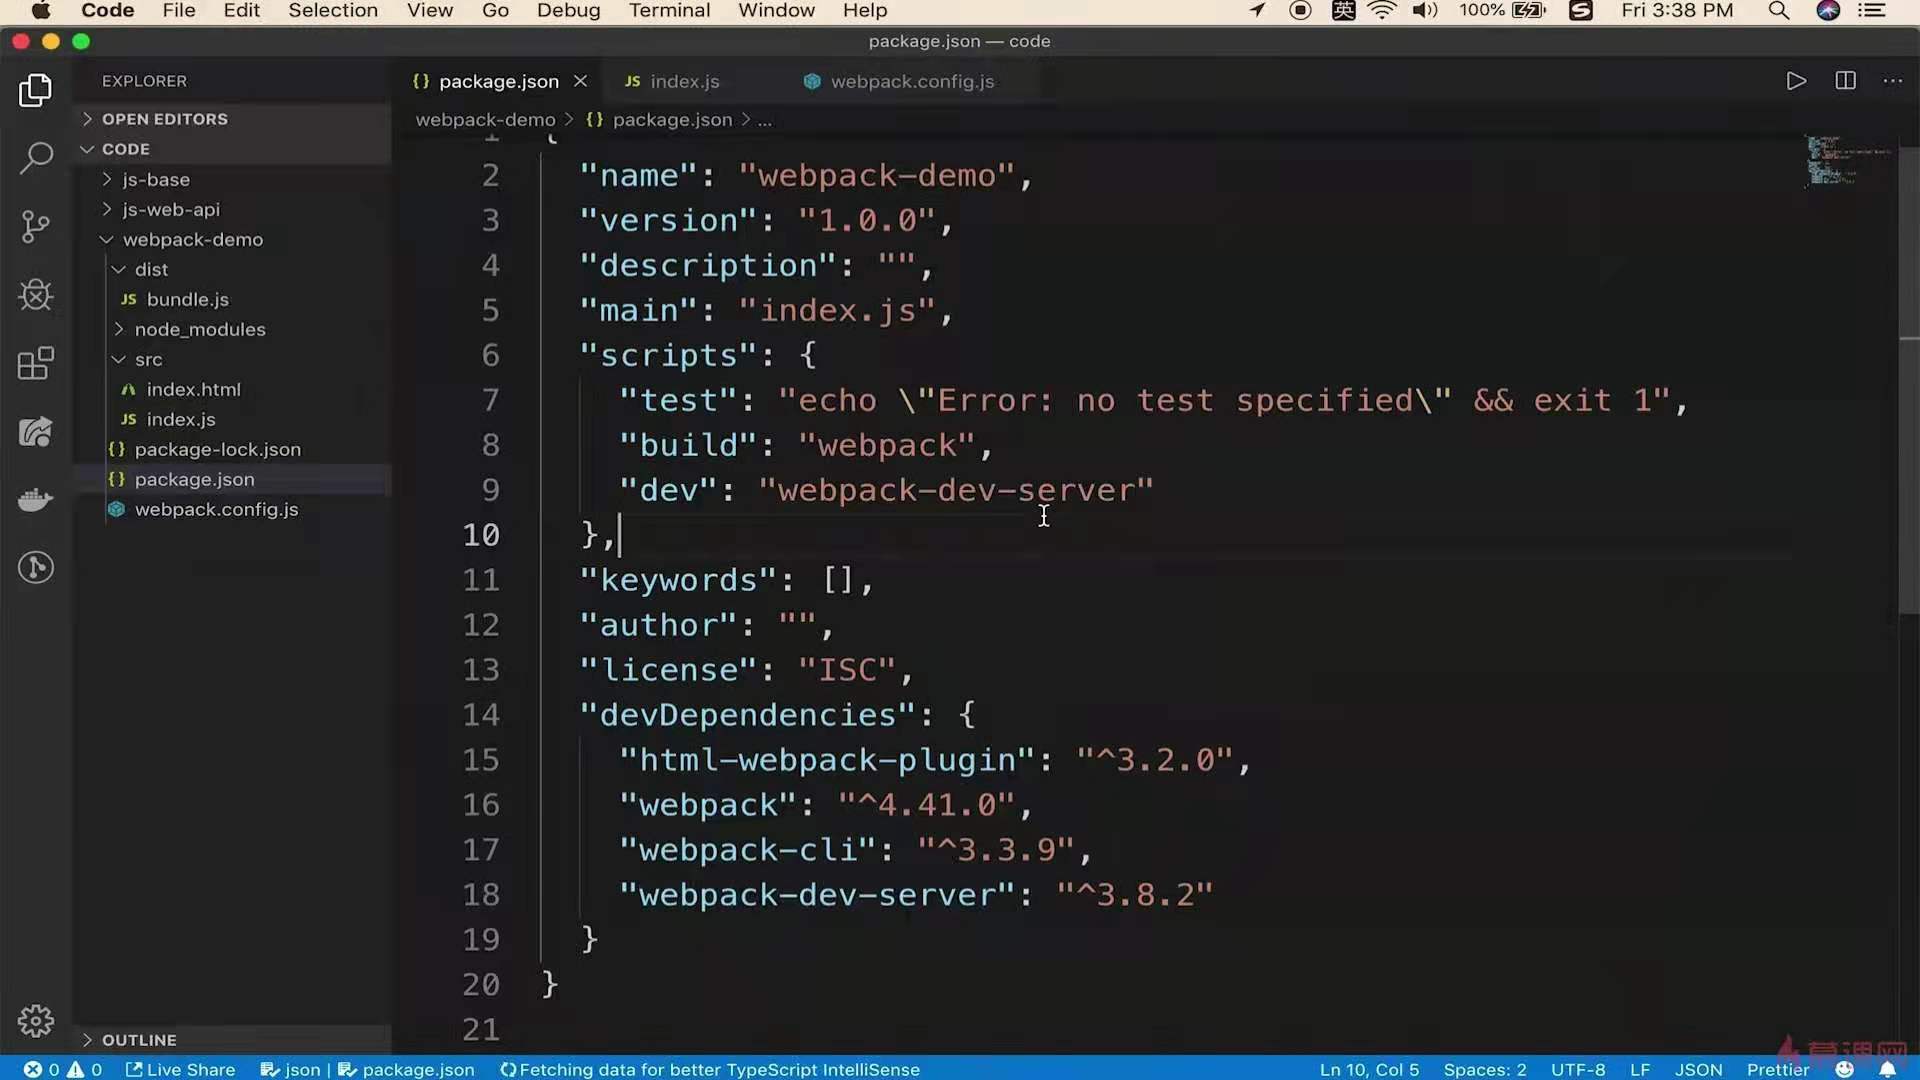 Code File Edit Selection View Go Debug Terminal Window Help 英 100% Fri 3:38 PM
package.json — code
EXPLORER
OPEN EDITORS
CODE
js-base
js-web-api
webpack-demo
dist
JS bundle.js
node_modules
src
index.html
JS index.js
{} package-lock.json
{} package.json
webpack.config.js
OUTLINE
{} package.json JS index.js webpack.config.js
webpack-demo > {} package.json > ...
1 {
2 "name": "webpack-demo",
3 "version": "1.0.0",
4 "description": "",
5 "main": "index.js",
6 "scripts": {
7 "test": "echo \"Error: no test specified\" && exit 1",
8 "build": "webpack",
9 "dev": "webpack-dev-server"
10 },
11 "keywords": [],
12 "author": "",
13 "license": "ISC",
14 "devDependencies": {
15 "html-webpack-plugin": "^3.2.0",
16 "webpack": "^4.41.0",
17 "webpack-cli": "^3.3.9",
18 "webpack-dev-server": "^3.8.2"
19 }
20 }
21
0 0 Live Share json | package.json Fetching data for better TypeScript IntelliSense Ln 10, Col 5 Spaces: 2 UTF-8 LF JSON Prettier
慕课网